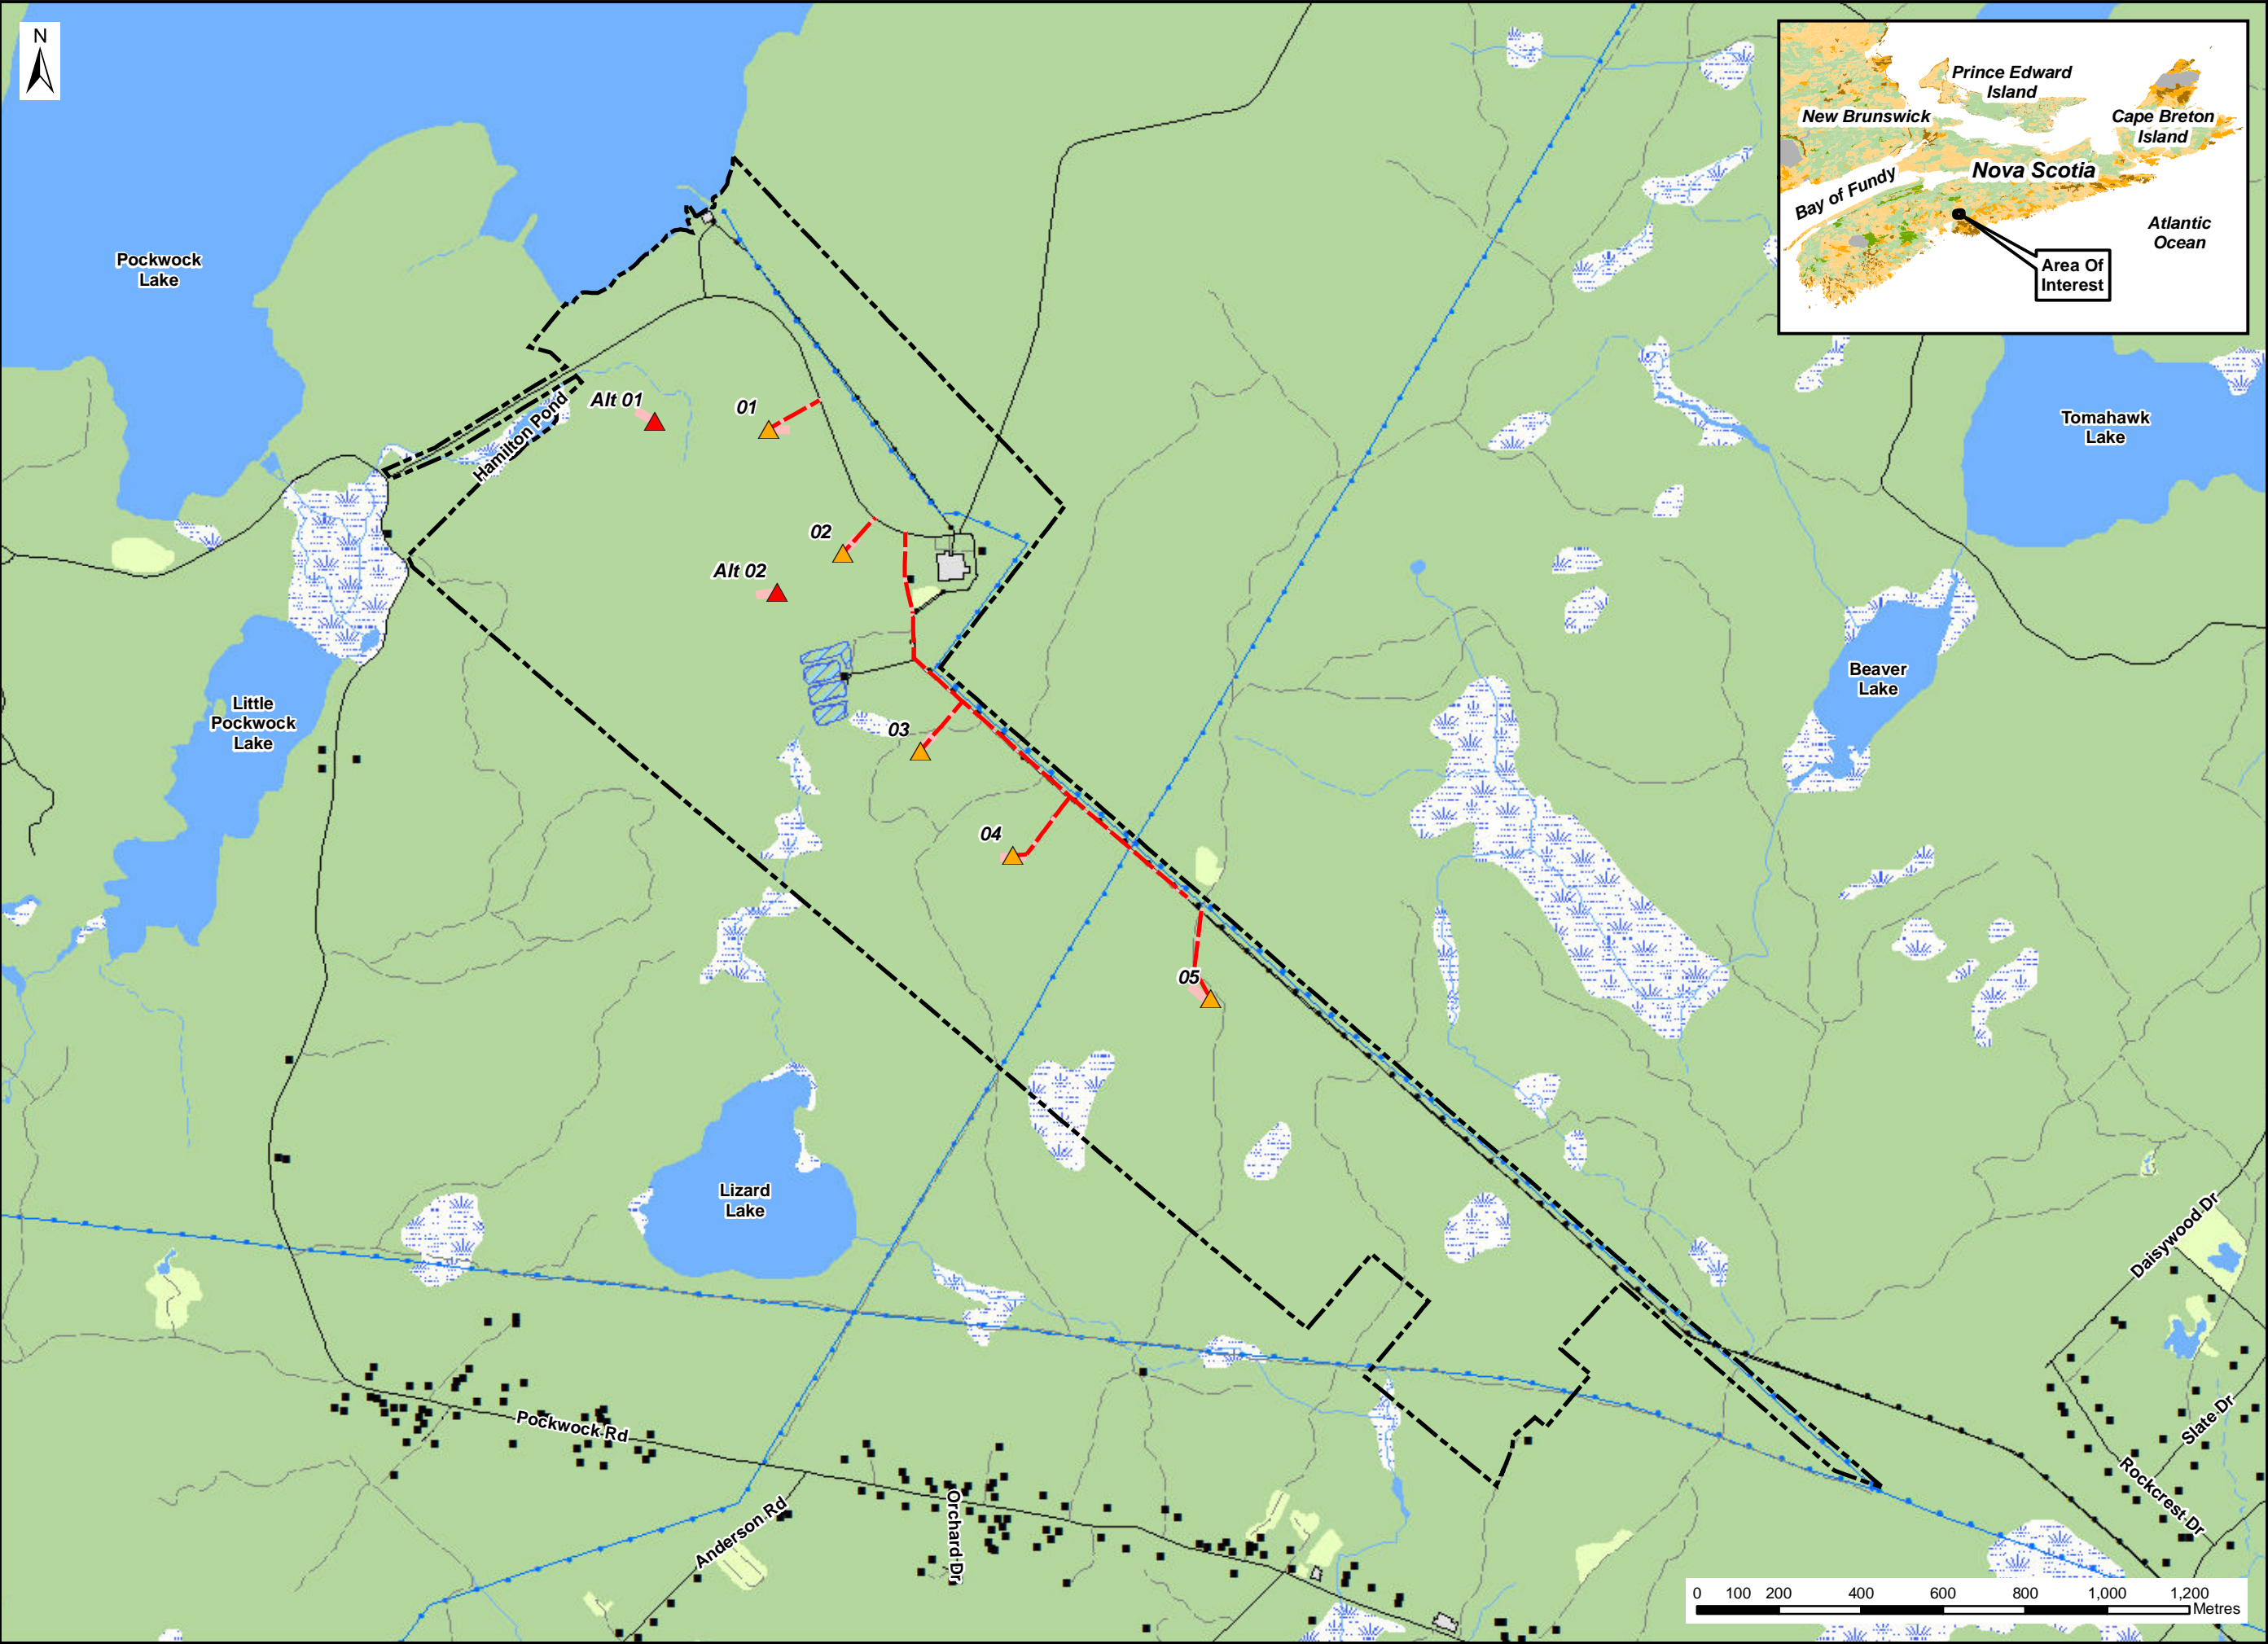 N
Prince Edward
Island
New Brunswick
Cape Breton
Island
Nova Scotia
Bay of Fundy
Atlantic
Ocean
Area Of
Interest
Pockwock
Lake
Alt 01
01
Hamilton Pond
Tomahawk
Lake
02
Alt 02
Beaver
Lake
Little
Pockwock
Lake
03
04
05
Lizard
Lake
Daisywood Dr
Pockwock Rd
Slate Dr
Rockcrest Dr
Anderson Rd
Orchard Dr
0 100 200 400 600 800 1,000 1,200
Metres